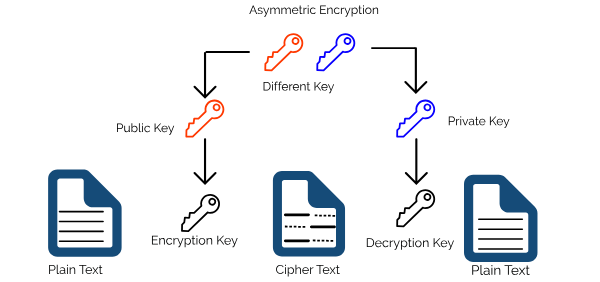 Asymmetric Encryption
Different Key
Public Key
Private Key
Encryption Key
Decryption Key
Plain Text
Cipher Text
Plain Text